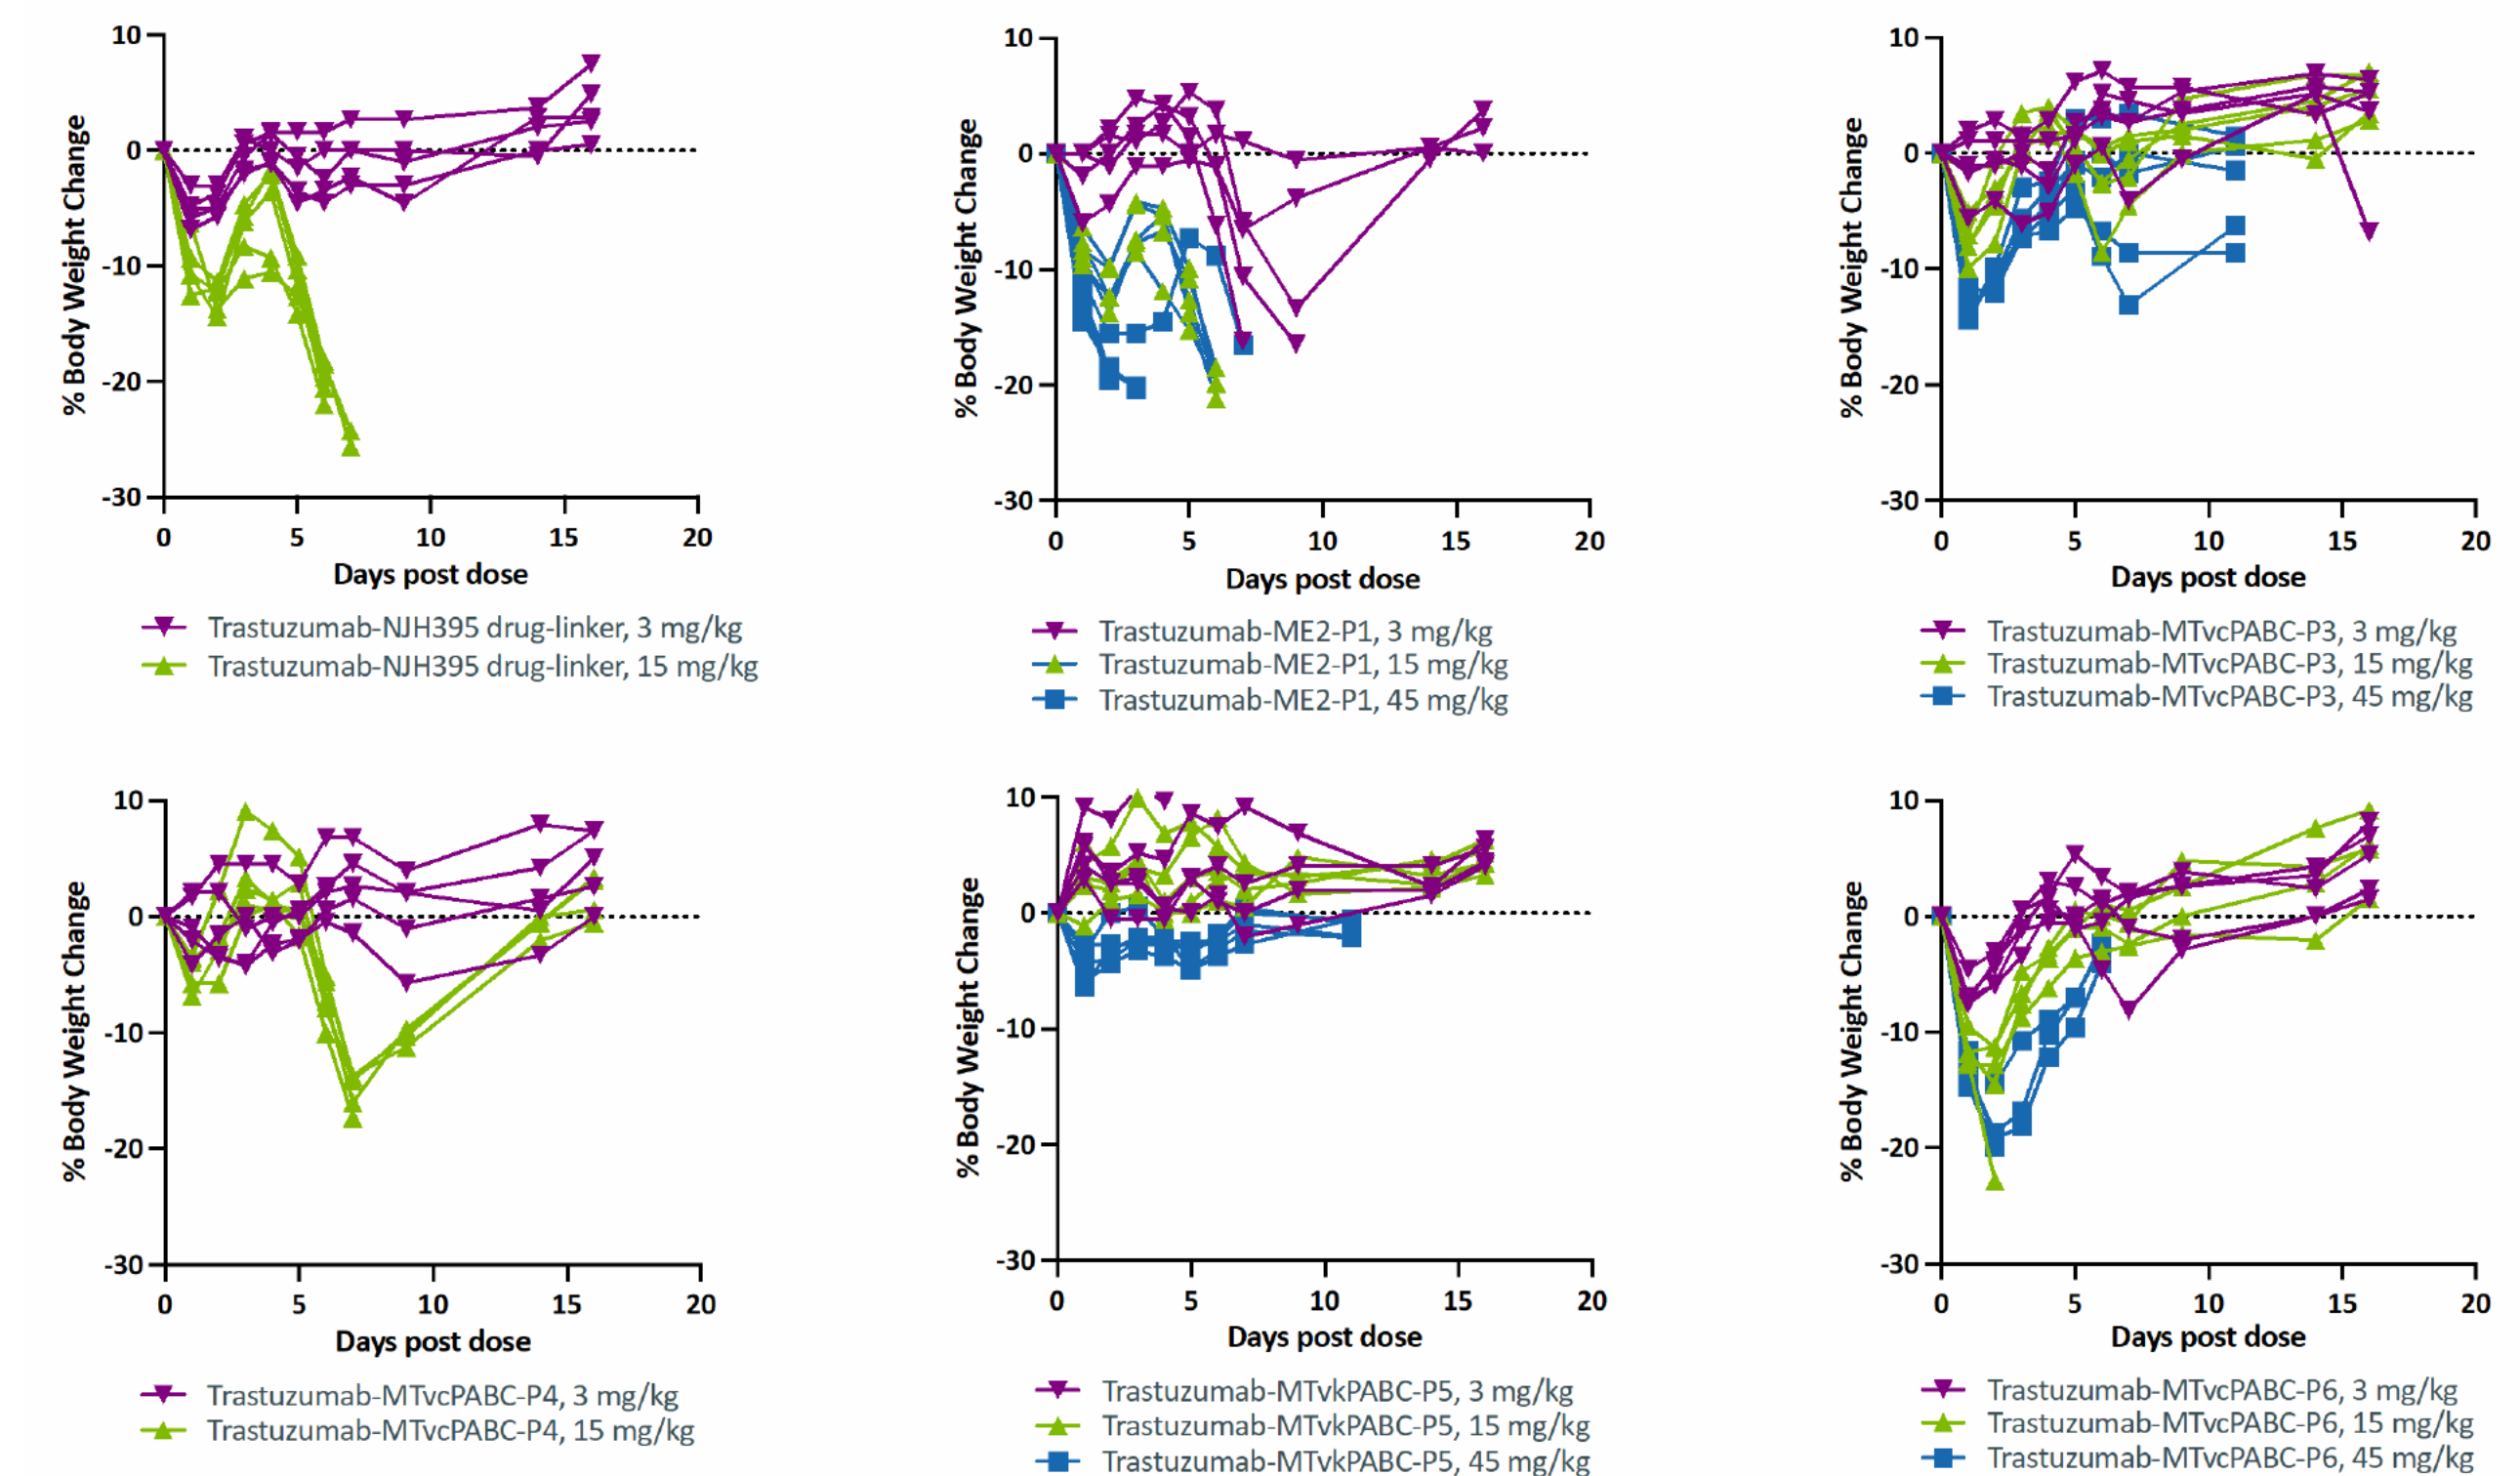 10
0
-10
-20
-30
% Body Weight Change
0 5 10 15 20
Days post dose
Trastuzumab-NJH395 drug-linker, 3 mg/kg
Trastuzumab-NJH395 drug-linker, 15 mg/kg
10
0
-10
-20
-30
% Body Weight Change
0 5 10 15 20
Days post dose
Trastuzumab-ME2-P1, 3 mg/kg
Trastuzumab-ME2-P1, 15 mg/kg
Trastuzumab-ME2-P1, 45 mg/kg
10
0
-10
-20
-30
% Body Weight Change
0 5 10 15 20
Days post dose
Trastuzumab-MTvcPABC-P3, 3 mg/kg
Trastuzumab-MTvcPABC-P3, 15 mg/kg
Trastuzumab-MTvcPABC-P3, 45 mg/kg
10
0
-10
-20
-30
% Body Weight Change
0 5 10 15 20
Days post dose
Trastuzumab-MTvcPABC-P4, 3 mg/kg
Trastuzumab-MTvcPABC-P4, 15 mg/kg
10
0
-10
-20
-30
% Body Weight Change
0 5 10 15 20
Days post dose
Trastuzumab-MTvkPABC-P5, 3 mg/kg
Trastuzumab-MTvkPABC-P5, 15 mg/kg
Trastuzumab-MTvkPABC-P5, 45 mg/kg
10
0
-10
-20
-30
% Body Weight Change
0 5 10 15 20
Days post dose
Trastuzumab-MTvcPABC-P6, 3 mg/kg
Trastuzumab-MTvcPABC-P6, 15 mg/kg
Trastuzumab-MTvcPABC-P6, 45 mg/kg